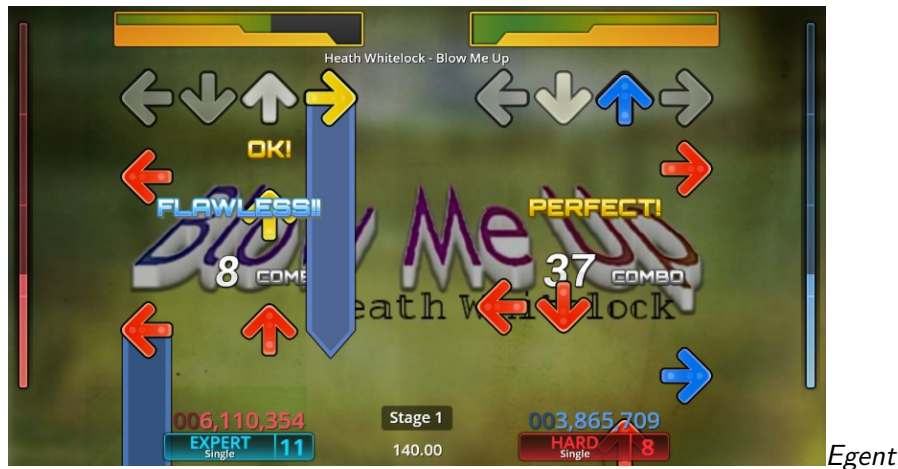 Heath Whitelock - Blow Me Up
OK!
FLAWLESS!!
PERFECT!
Blow Me Up
8 COMB
37 COMBO
Heath Whitelock
006,110,354
Stage 1
003,865,709
EXPERT 11
Single
140.00
HARD 8
Single
Egent